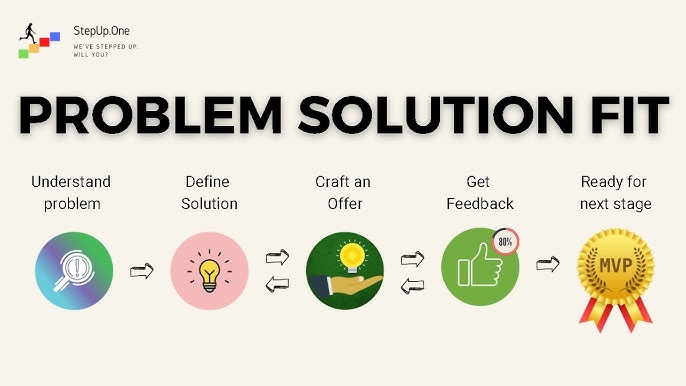 StepUp.One
WE'VE STEPPED UP.
WILL YOU?
PROBLEM SOLUTION FIT
Understand
problem
Define
Solution
Craft an
Offer
Get
Feedback
Ready for
next stage
80%
MVP